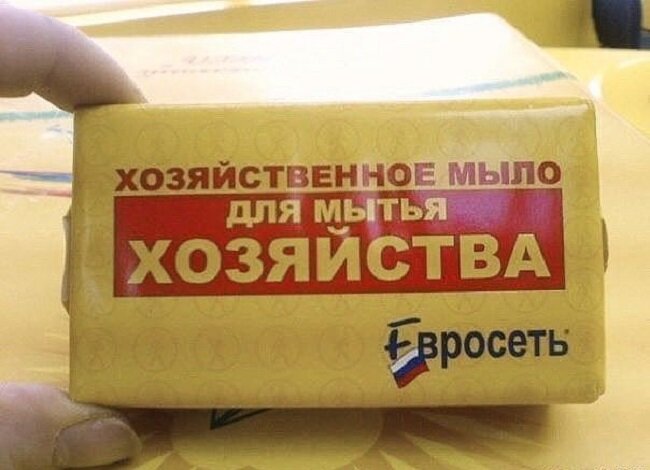 ХОЗЯЙСТВЕННОЕ МЫЛО
ДЛЯ МЫТЬЯ
ХОЗЯЙСТВА
Евросеть